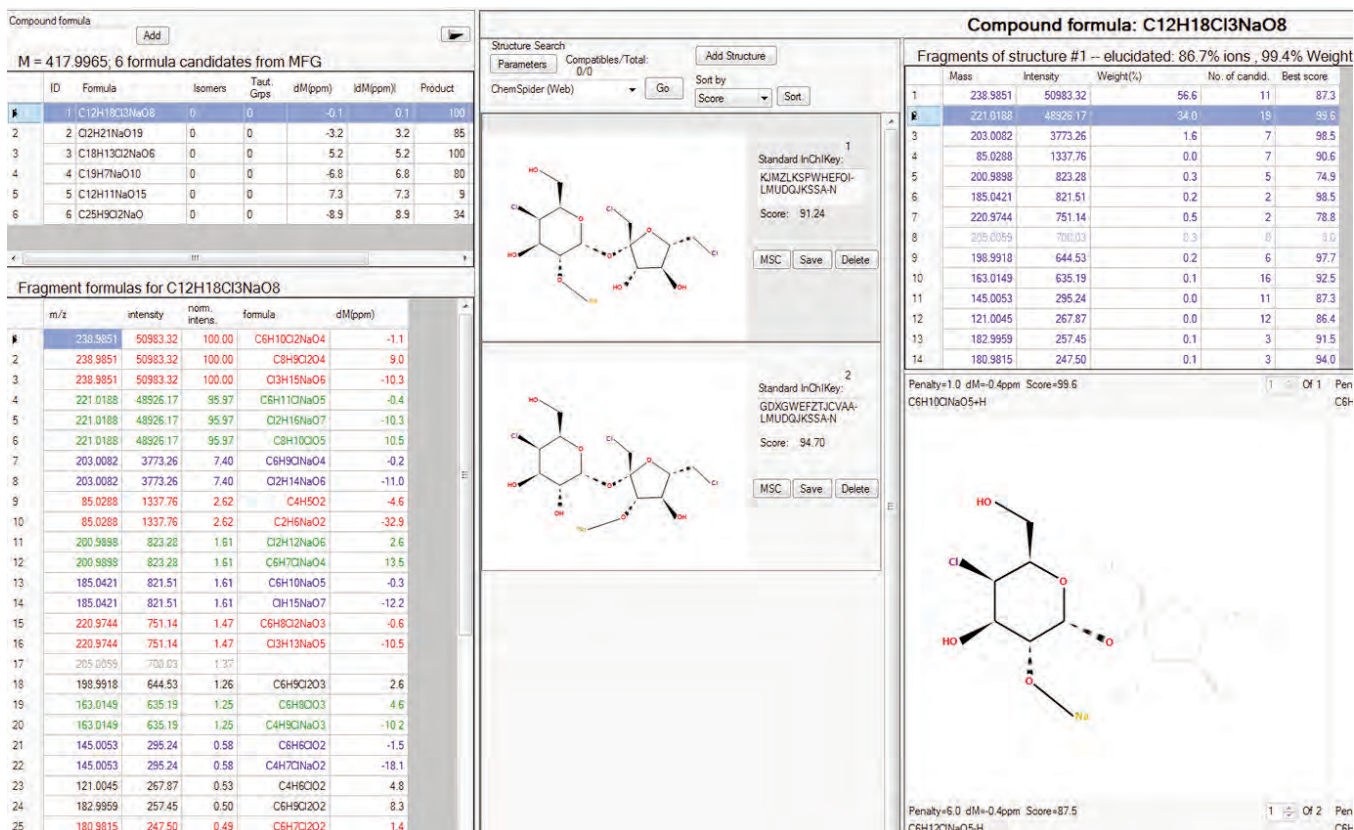 Compound formula
Add
M = 417.9965; 6 formula candidates from MFG
ID Formula Isomers Taut. Grps dM(ppm) |dM(ppm)| Product
1 1 C12H18Cl3NaO8 0 0 -0.1 0.1 100
2 2 Cl2H21NaO19 0 0 -3.2 3.2 85
3 3 C18H13Cl2NaO6 0 0 5.2 5.2 100
4 4 C19H7NaO10 0 0 -6.8 6.8 80
5 5 C12H11NaO15 0 0 7.3 7.3 9
6 6 C25H9Cl2NaO 0 0 -8.9 8.9 34
Fragment formulas for C12H18Cl3NaO8
m/z intensity norm. intens. formula dM(ppm)
238.9851 50983.32 100.00 C6H10Cl2NaO4 -1.1
2 238.9851 50983.32 100.00 C8H9Cl2O4 9.0
3 238.9851 50983.32 100.00 Cl3H15NaO6 -10.3
4 221.0188 48926.17 95.97 C6H11ClNaO5 -0.4
5 221.0188 48926.17 95.97 Cl2H16NaO7 -10.3
6 221.0188 48926.17 95.97 C8H10ClO5 10.5
7 203.0082 3773.26 7.40 C6H9ClNaO4 -0.2
8 203.0082 3773.26 7.40 Cl2H14NaO6 -11.0
9 85.0288 1337.76 2.62 C4H5O2 -4.6
10 85.0288 1337.76 2.62 C2H6NaO2 -32.9
11 200.9898 823.28 1.61 Cl2H12NaO6 2.6
12 200.9898 823.28 1.61 C6H7ClNaO4 13.5
13 185.0421 821.51 1.61 C6H10NaO5 -0.3
14 185.0421 821.51 1.61 ClH15NaO7 -12.2
15 220.9744 751.14 1.47 C6H8Cl2NaO3 -0.6
16 220.9744 751.14 1.47 Cl3H13NaO5 -10.5
17 205.0059 700.03 1.37
18 198.9918 644.53 1.26 C6H9Cl2O3 2.6
19 163.0149 635.19 1.25 C6H8ClO3 4.6
20 163.0149 635.19 1.25 C4H9ClNaO3 -10.2
21 145.0053 295.24 0.58 C6H6ClO2 -1.5
22 145.0053 295.24 0.58 C4H7ClNaO2 -18.1
23 121.0045 267.87 0.53 C4H6ClO2 4.8
24 182.9959 257.45 0.50 C6H9Cl2O2 8.3
25 180.9815 247.50 0.49 C6H7Cl2O2 1.4
Structure Search
Parameters
Compatibles/Total:
0/0
Add Structure
ChemSpider (Web)
Go
Sort by
Score
Sort
1
Standard InChIKey:
KJMZLKSPWHEFOI-
LMUDQJKSSA-N
Score: 91.24
MSC Save Delete
HO
Cl
O
Cl
O
HO
O
Cl
O
HO
OH
Na
2
Standard InChIKey:
GDXGWEFZTJCVAA-
LMUDQJKSSA-N
Score: 94.70
MSC Save Delete
HO
Cl
O
Cl
O
HO
O
Cl
OH
O
OH
Na
Compound formula: C12H18Cl3NaO8
Fragments of structure #1 -- elucidated: 86.7% ions , 99.4% Weight
Mass Intensity Weight(%) No. of candid. Best score
1 238.9851 50983.32 56.6 11 87.3
2 221.0188 48926.17 34.0 19 99.6
3 203.0082 3773.26 1.6 7 98.5
4 85.0288 1337.76 0.0 7 90.6
5 200.9898 823.28 0.3 5 74.9
6 185.0421 821.51 0.2 2 98.5
7 220.9744 751.14 0.5 2 78.8
8 205.0059 700.03 0.3 0 0.0
9 198.9918 644.53 0.2 6 97.7
10 163.0149 635.19 0.1 16 92.5
11 145.0053 295.24 0.0 11 87.3
12 121.0045 267.87 0.0 12 86.4
13 182.9959 257.45 0.1 3 91.5
14 180.9815 247.50 0.1 3 94.0
Penalty=1.0 dM=-0.4ppm Score=99.6 1 Of 1 Pen
C6H10ClNaO5+H C6H
HO
Cl
O
HO
O
O
Na
Penalty=6.0 dM=-0.4ppm Score=87.5 1 Of 2 Pen
C6H12ClNaO5-H C6H